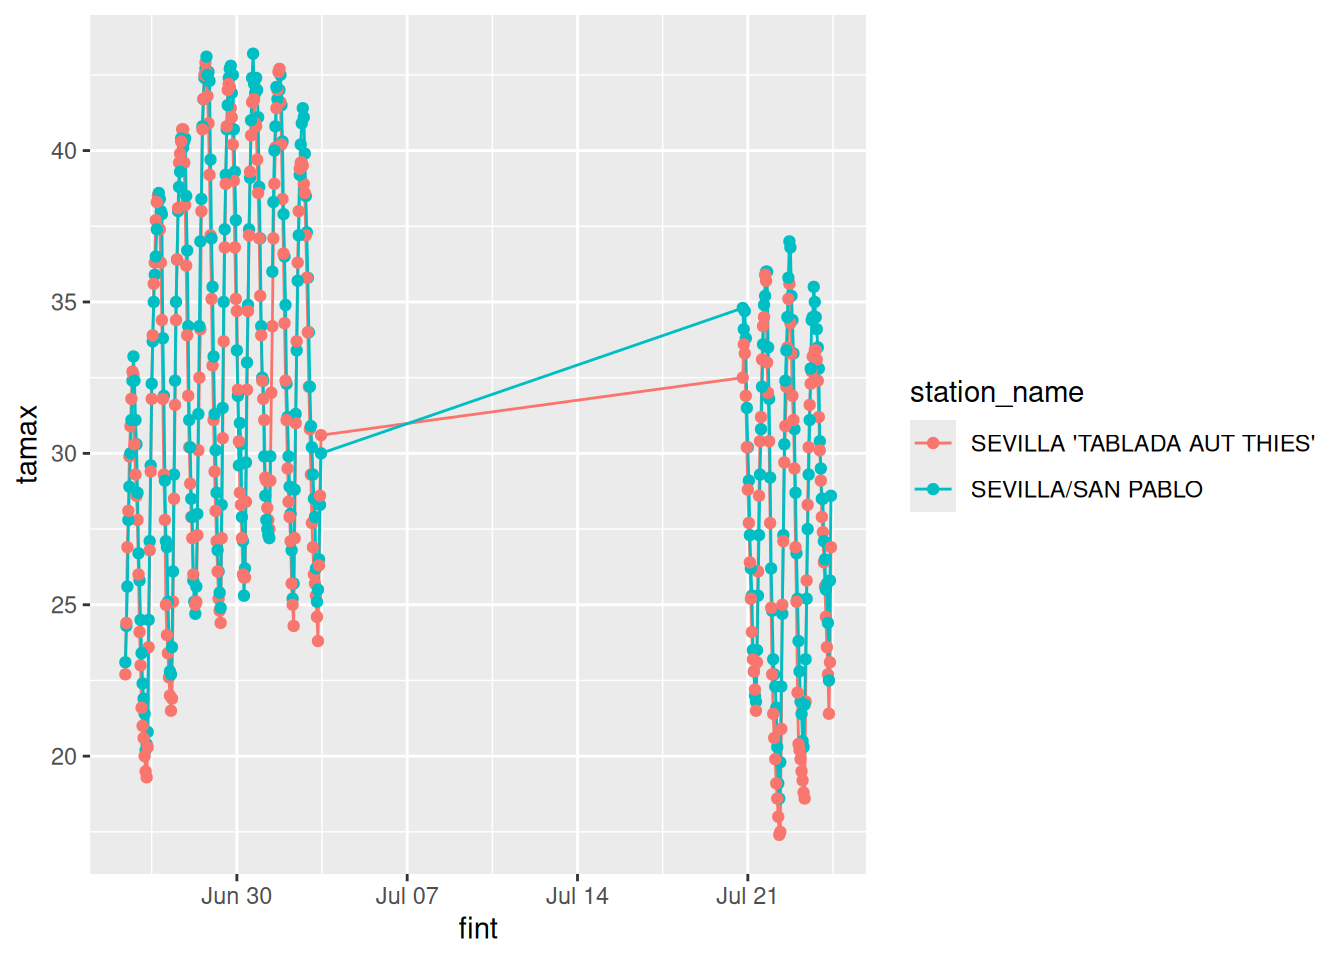 tamax
40
35
30
25
20
Jun 30
Jul 07
Jul 14
Jul 21
fint
station_name
SEVILLA 'TABLADA AUT THIES'
SEVILLA/SAN PABLO